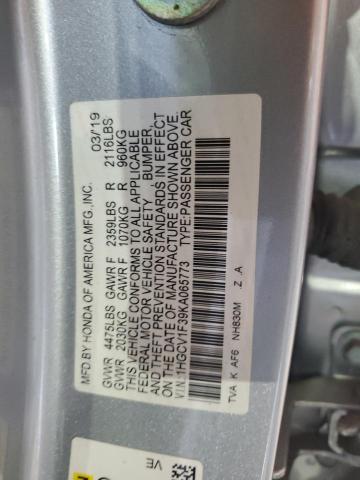 MFD BY HONDA OF AMERICA MFG.,INC. 03/'19
GVWR 4475LBS GAWR F 2359LBS R 2116LBS
GVWR 2030KG GAWR F 1070KG R 960KG
THIS VEHICLE CONFORMS TO ALL APPLICABLE
FEDERAL MOTOR VEHICLE SAFETY BUMPER,
AND THEFT PREVENTION STANDARDS IN EFFECT
ON THE DATE OF MANUFACTURE SHOWN ABOVE.
V.I.N.:1HGCV1F39KA065773 TYPE:PASSENGER CAR
TVA K AF6 NH830M Z A
VE